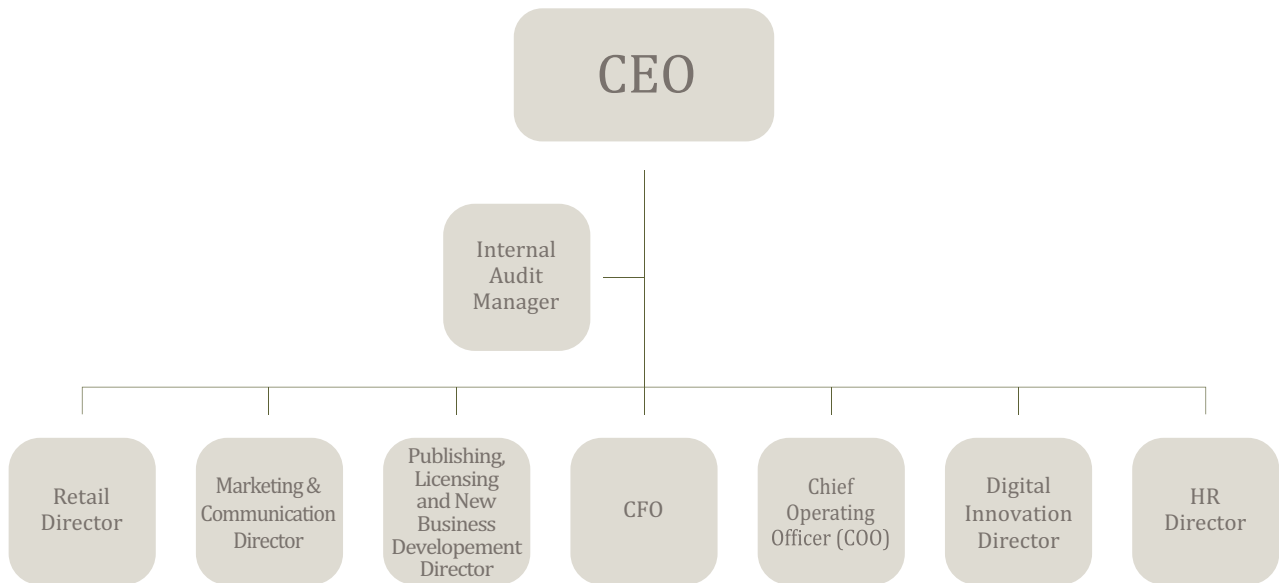 CEO
Internal
Audit
Manager
Retail
Director
Marketing &
Communication
Director
Publishing,
Licensing
and New
Business
Developement
Director
CFO
Chief
Operating
Officer (COO)
Digital
Innovation
Director
HR
Director